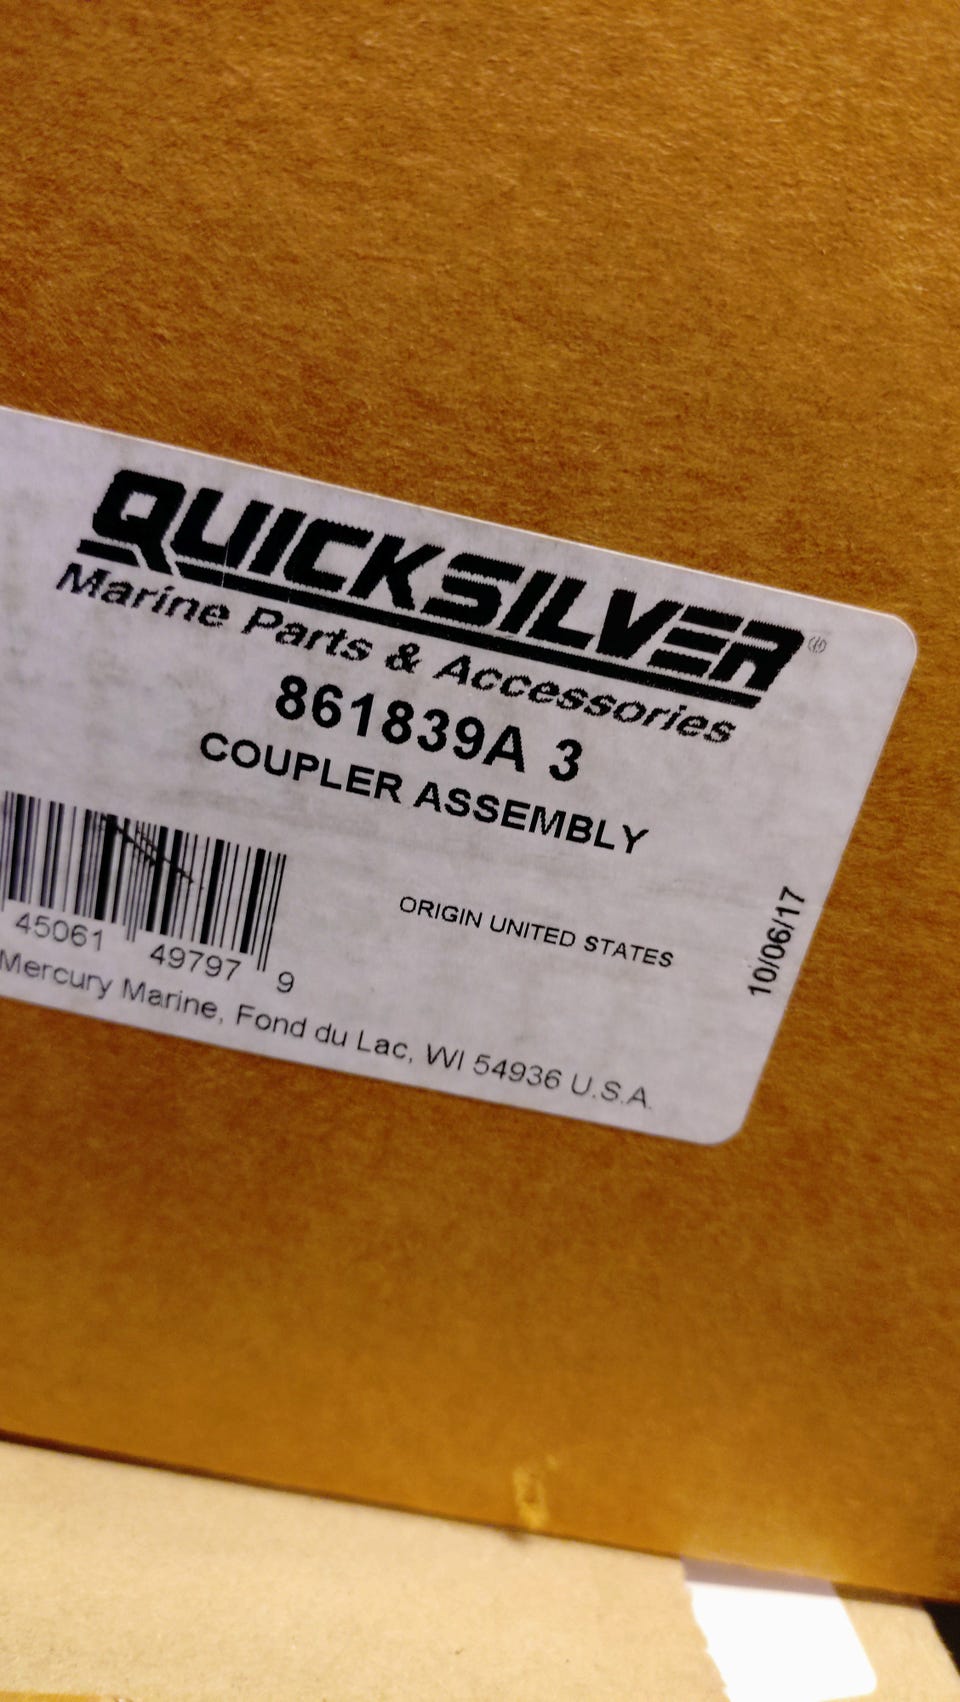 QUICKSILVER®
Marine Parts & Accessories
861839A 3
COUPLER ASSEMBLY
45061 49797 9
ORIGIN UNITED STATES
10/06/17
Mercury Marine, Fond du Lac, WI 54936 U.S.A.